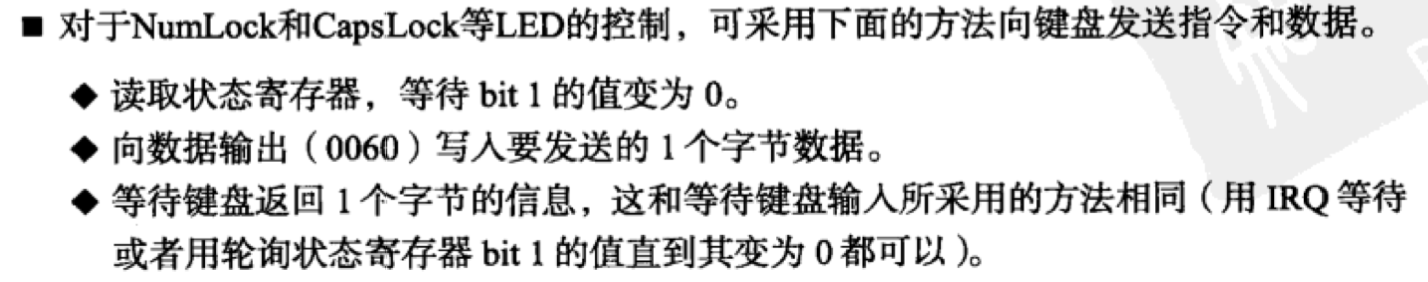 ■ 对于NumLock和CapsLock等LED的控制，可采用下面的方法向键盘发送指令和数据。
◆ 读取状态寄存器，等待 bit 1 的值变为 0。
◆ 向数据输出（0060）写入要发送的 1 个字节数据。
◆ 等待键盘返回 1 个字节的信息，这和等待键盘输入所采用的方法相同（用 IRQ 等待
或者用轮询状态寄存器 bit 1 的值直到其变为 0 都可以）。